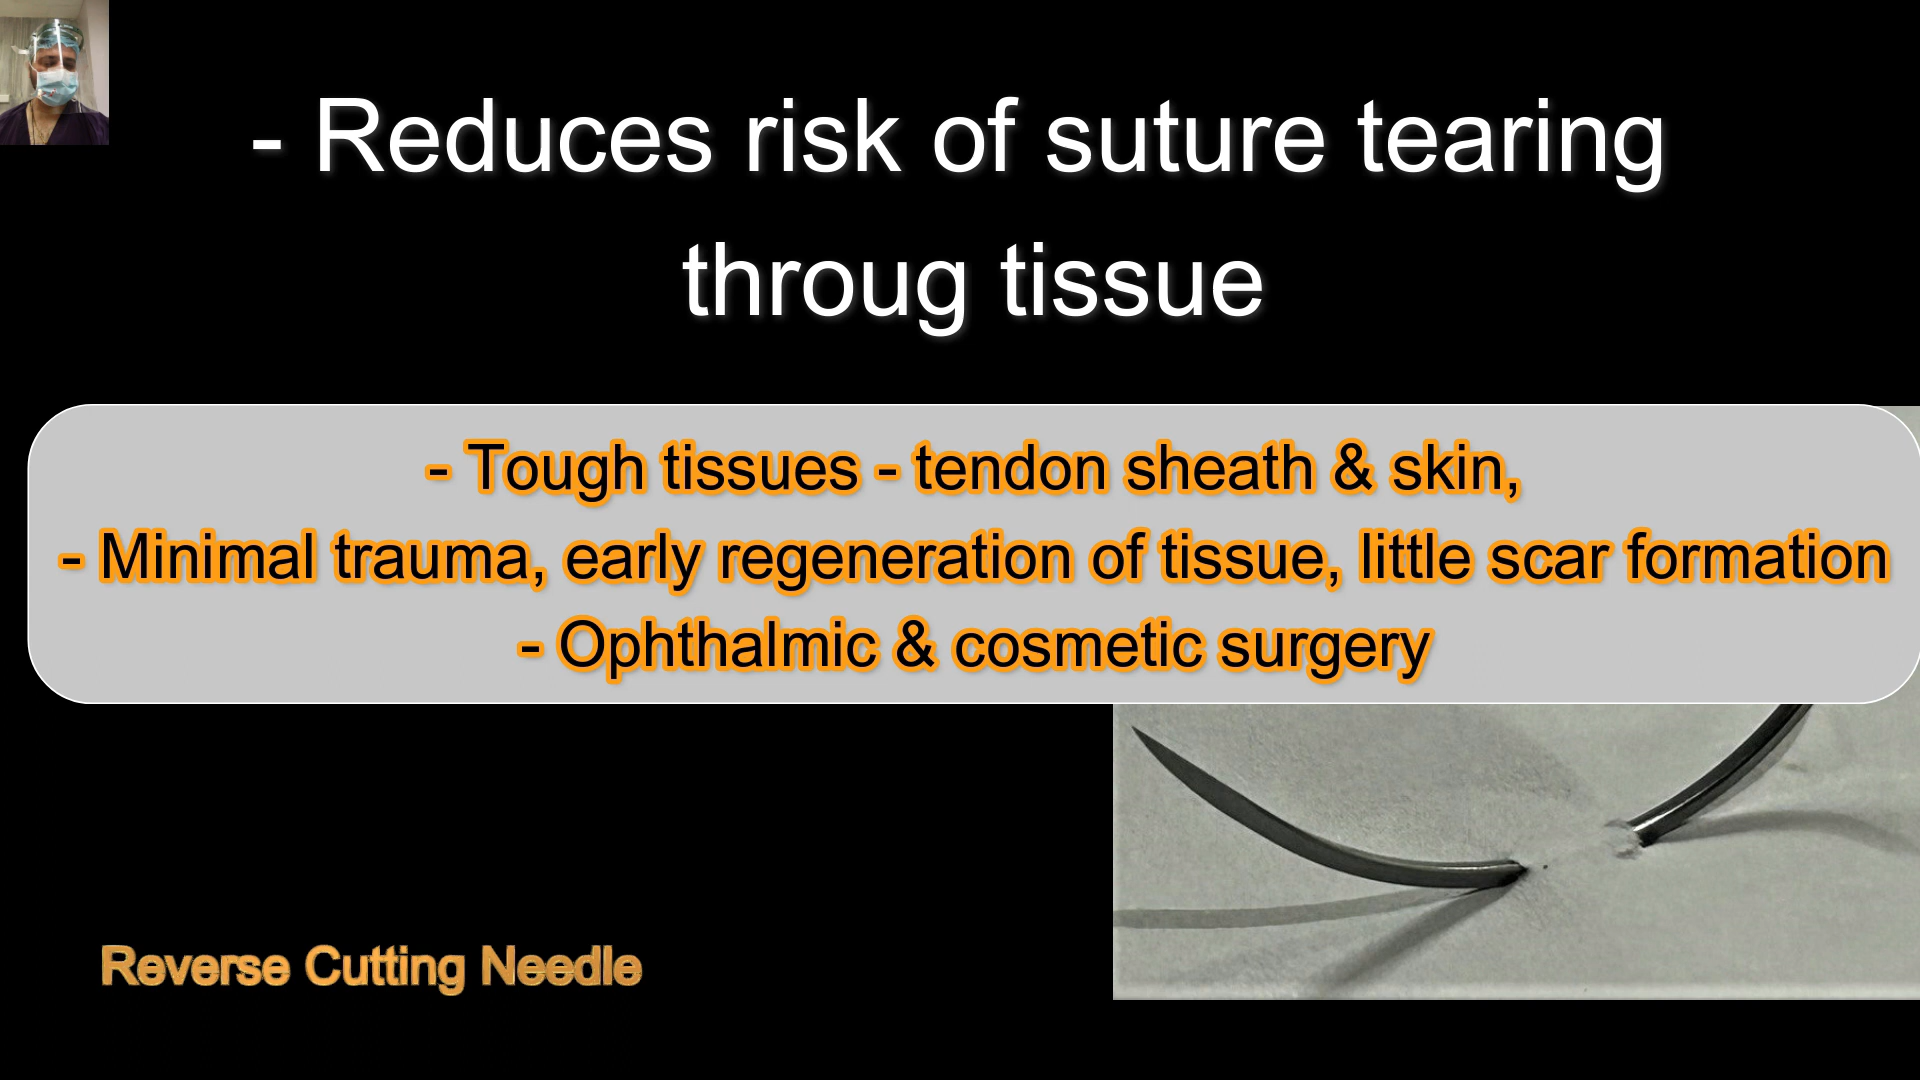 - Reduces risk of suture tearing
throug tissue
- Tough tissues - tendon sheath & skin,
- Minimal trauma, early regeneration of tissue, little scar formation
- Ophthalmic & cosmetic surgery
Reverse Cutting Needle